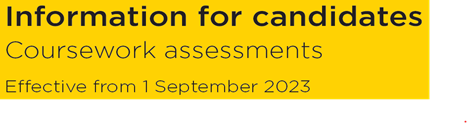 Information for candidates
Coursework assessments
Effective from 1 September 2023